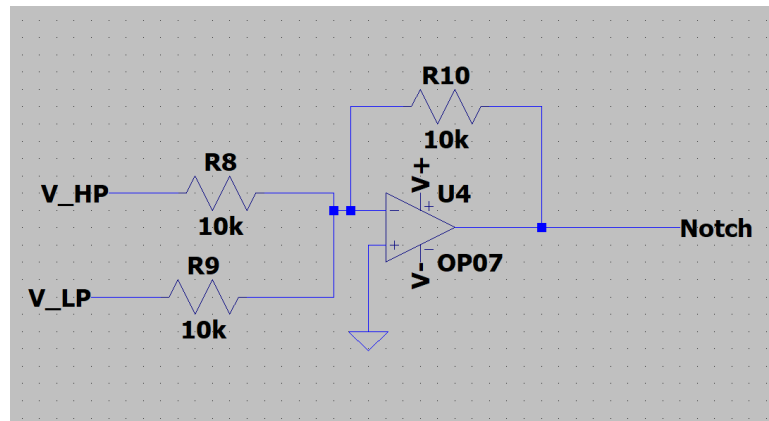 R10
10k
R8
V+
U4
V_HP
10k
Notch
R9
V-
OP07
V_LP
10k